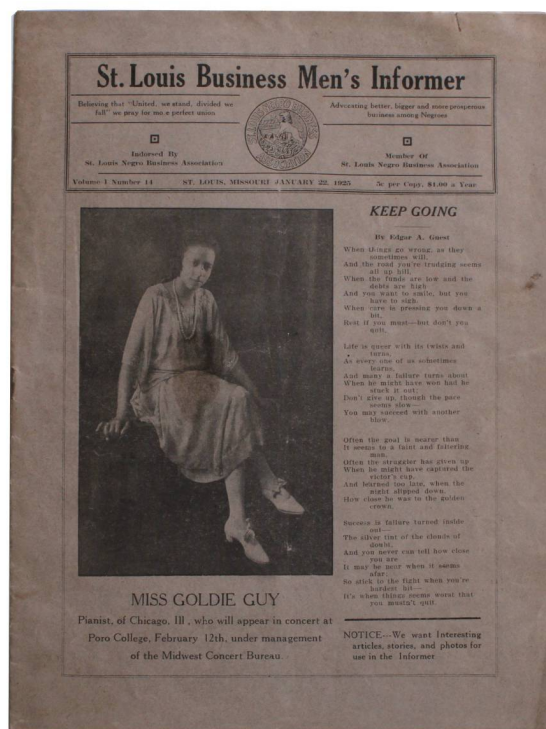 St. Louis Business Men's Informer
Believing that "United, we stand, divided we
fall" we pray for more perfect union
Advocating better, bigger and more prosperous
business among Negroes
Indorsed By
St. Louis Negro Business Association
Member Of
St. Louis Negro Business Association
Volume 1 Number 14 ST. LOUIS, MISSOURI JANUARY 22, 1925 5c per Copy, $1.00 a Year
MISS GOLDIE GUY
Pianist, of Chicago, Ill., who will appear in concert at
Poro College, February 12th, under management
of the Midwest Concert Bureau
KEEP GOING
By Edgar A. Guest
When things go wrong, as they
sometimes will,
And the road you're trudging seems
all up hill,
When the funds are low and the
debts are high
And you want to smile, but you
have to sigh,
When care is pressing you down a
bit,
Rest if you must—but don't you
quit.
Life is queer with its twists and
turns,
As every one of us sometimes
learns,
And many a failure turns about
When he might have won had he
stuck it out;
Don't give up, though the pace
seems slow—
You may succeed with another
blow.
Often the goal is nearer than
It seems to a faint and faltering
man,
Often the struggler has given up
When he might have captured the
victor's cup,
And learned too late, when the
night slipped down,
How close he was to the golden
crown.
Success is failure turned inside
out—
The silver tint of the clouds of
doubt,
And you never can tell how close
you are
It may be near when it seems
afar;
So stick to the fight when you're
hardest hit—
It's when things seems worst that
you mustn't quit
NOTICE---We want Interesting
articles, stories, and photos for
use in the Informer